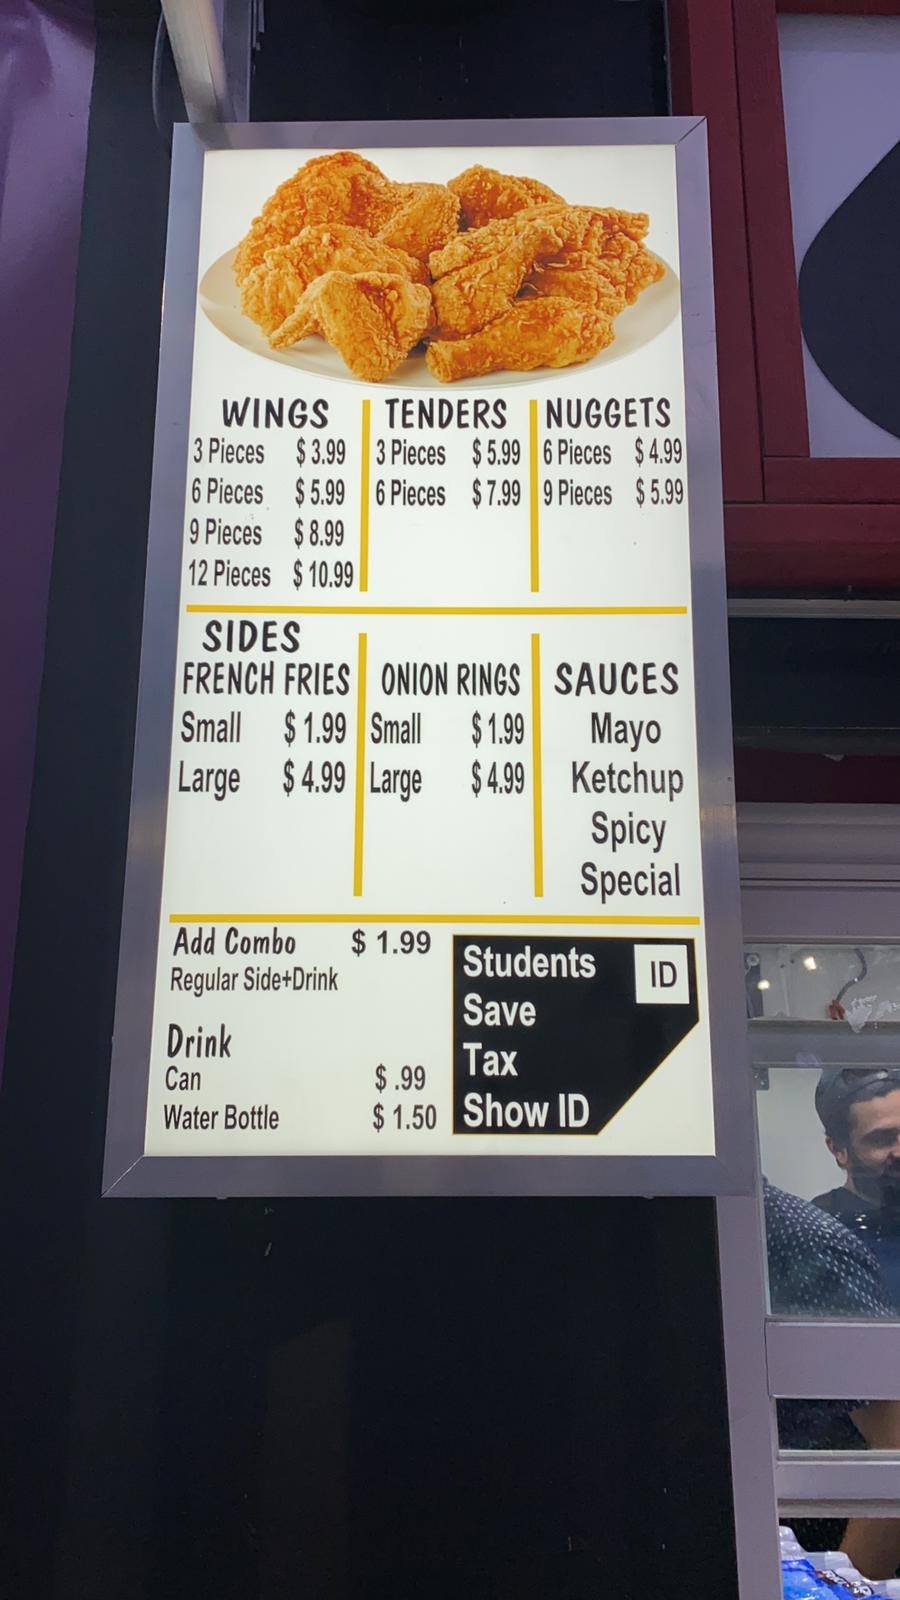 WINGS
3 Pieces $ 3.99
6 Pieces $ 5.99
9 Pieces $ 8.99
12 Pieces $ 10.99
TENDERS
3 Pieces $ 5.99
6 Pieces $ 7.99
NUGGETS
6 Pieces $ 4.99
9 Pieces $ 5.99
SIDES
FRENCH FRIES
Small $ 1.99
Large $ 4.99
ONION RINGS
Small $ 1.99
Large $ 4.99
SAUCES
Mayo
Ketchup
Spicy
Special
Add Combo $ 1.99
Regular Side+Drink
Drink
Can $ .99
Water Bottle $ 1.50
Students ID
Save
Tax
Show ID